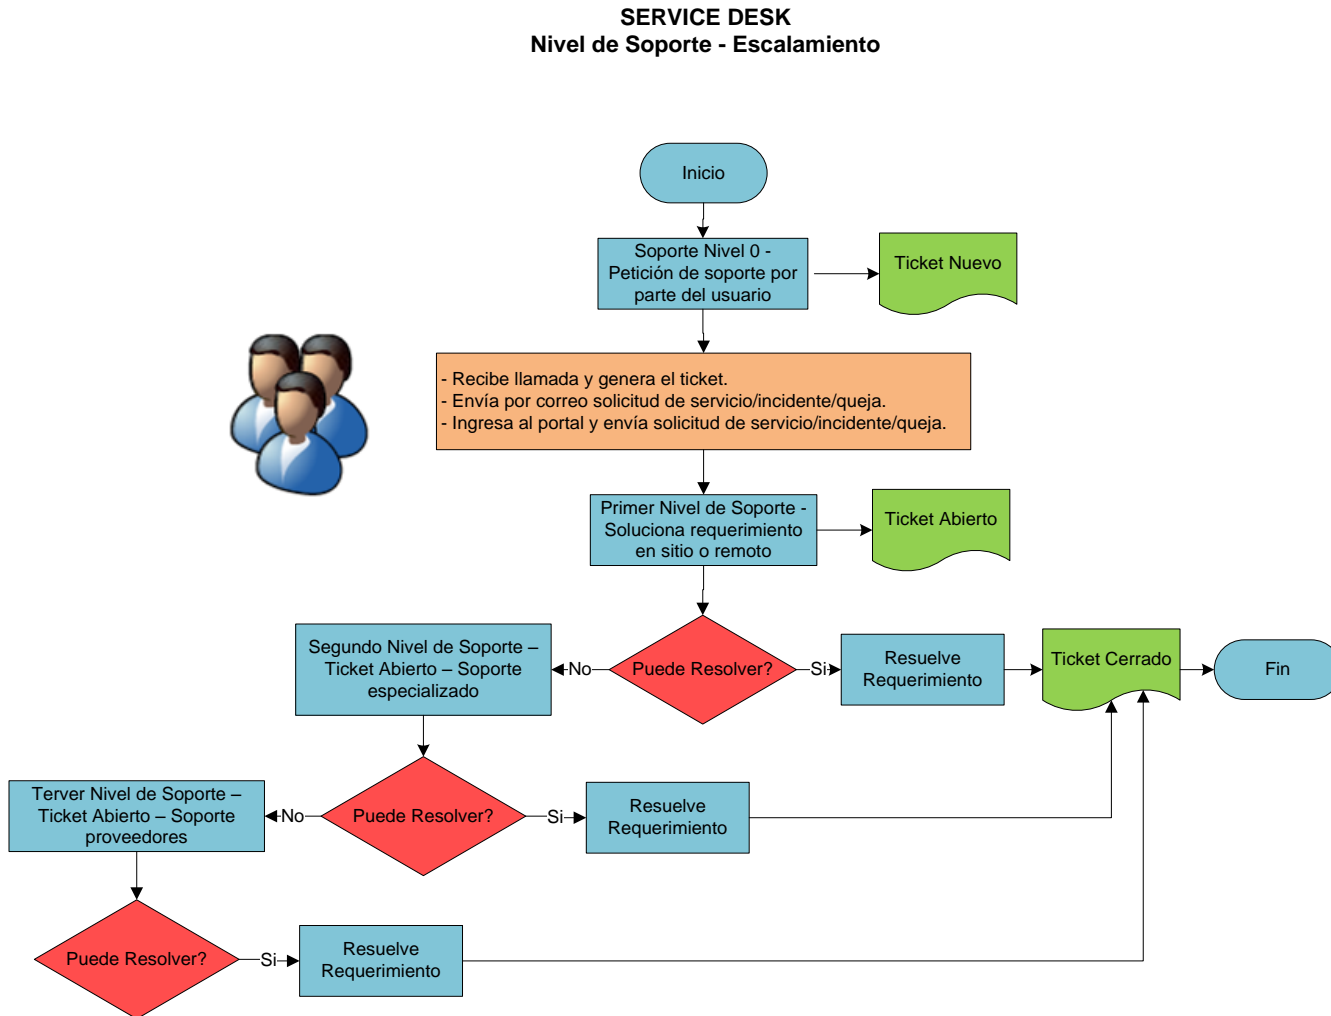 SERVICE DESK
Nivel de Soporte - Escalamiento
Inicio
Soporte Nivel 0 -
Petición de soporte por
parte del usuario
Ticket Nuevo
- Recibe llamada y genera el ticket.
- Envía por correo solicitud de servicio/incidente/queja.
- Ingresa al portal y envía solicitud de servicio/incidente/queja.
Primer Nivel de Soporte -
Soluciona requerimiento
en sitio o remoto
Ticket Abierto
Segundo Nivel de Soporte –
Ticket Abierto – Soporte
especializado
No
Puede Resolver?
Si
Resuelve
Requerimiento
Ticket Cerrado
Fin
Terver Nivel de Soporte –
Ticket Abierto – Soporte
proveedores
No
Puede Resolver?
Si
Resuelve
Requerimiento
Puede Resolver?
Si
Resuelve
Requerimiento